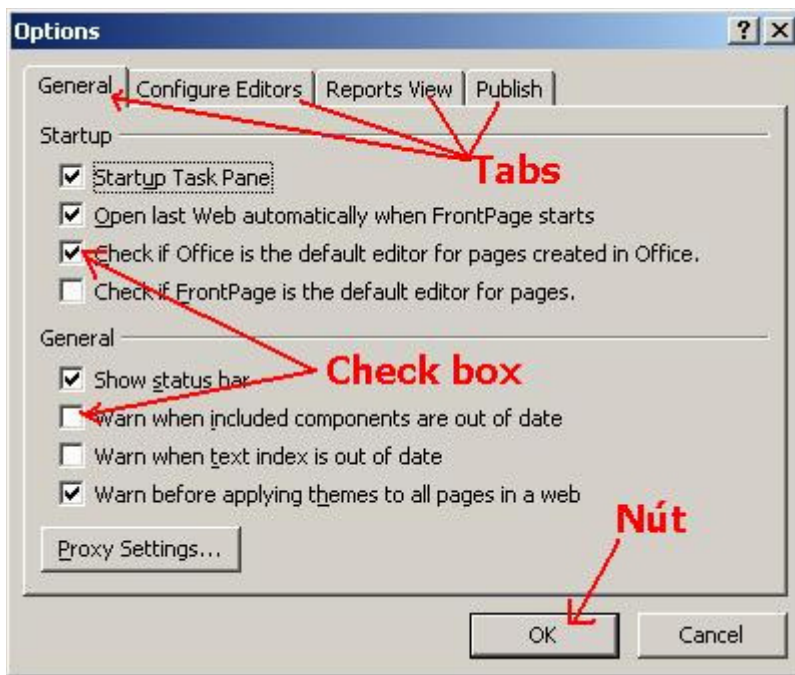 Options
General Configure Editors Reports View Publish
Startup
Tabs
Startup Task Pane
Open last Web automatically when FrontPage starts
Check if Office is the default editor for pages created in Office.
Check if FrontPage is the default editor for pages.
General
Check box
Show status bar
Warn when included components are out of date
Warn when text index is out of date
Warn before applying themes to all pages in a web
Nút
Proxy Settings...
OK Cancel